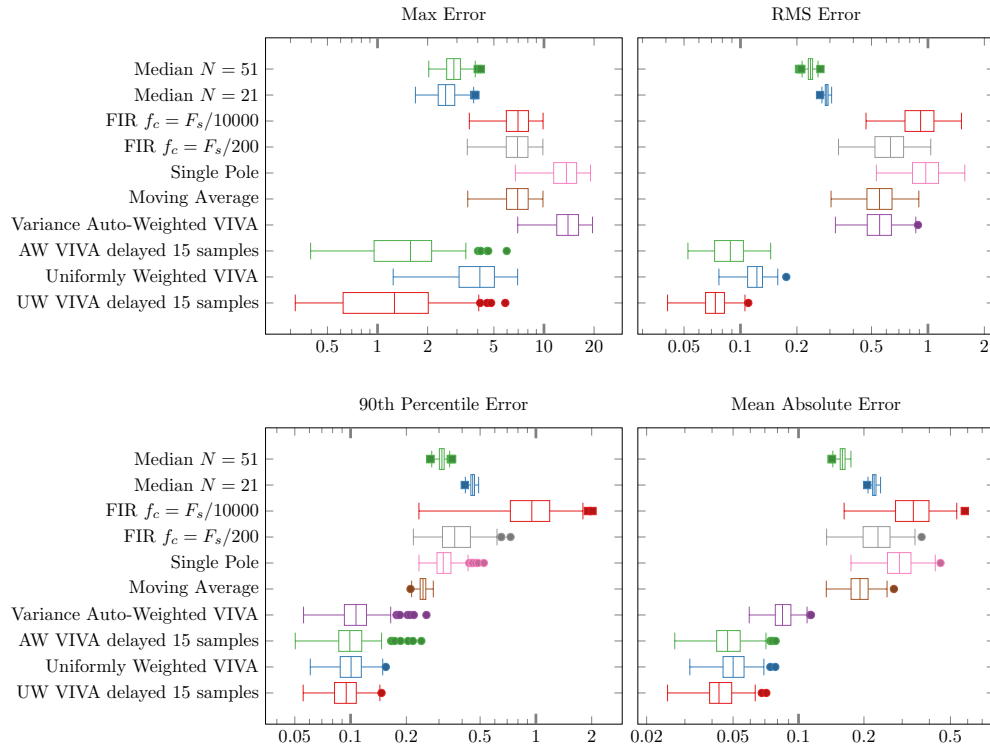 Max Error
RMS Error
Median N = 51
Median N = 21
FIR f_c = F_s/10000
FIR f_c = F_s/200
Single Pole
Moving Average
Variance Auto-Weighted VIVA
AW VIVA delayed 15 samples
Uniformly Weighted VIVA
UW VIVA delayed 15 samples
0.5 1 2 5 10 20
0.05 0.1 0.2 0.5 1 2
90th Percentile Error
Mean Absolute Error
Median N = 51
Median N = 21
FIR f_c = F_s/10000
FIR f_c = F_s/200
Single Pole
Moving Average
Variance Auto-Weighted VIVA
AW VIVA delayed 15 samples
Uniformly Weighted VIVA
UW VIVA delayed 15 samples
0.05 0.1 0.2 0.5 1 2
0.02 0.05 0.1 0.2 0.5